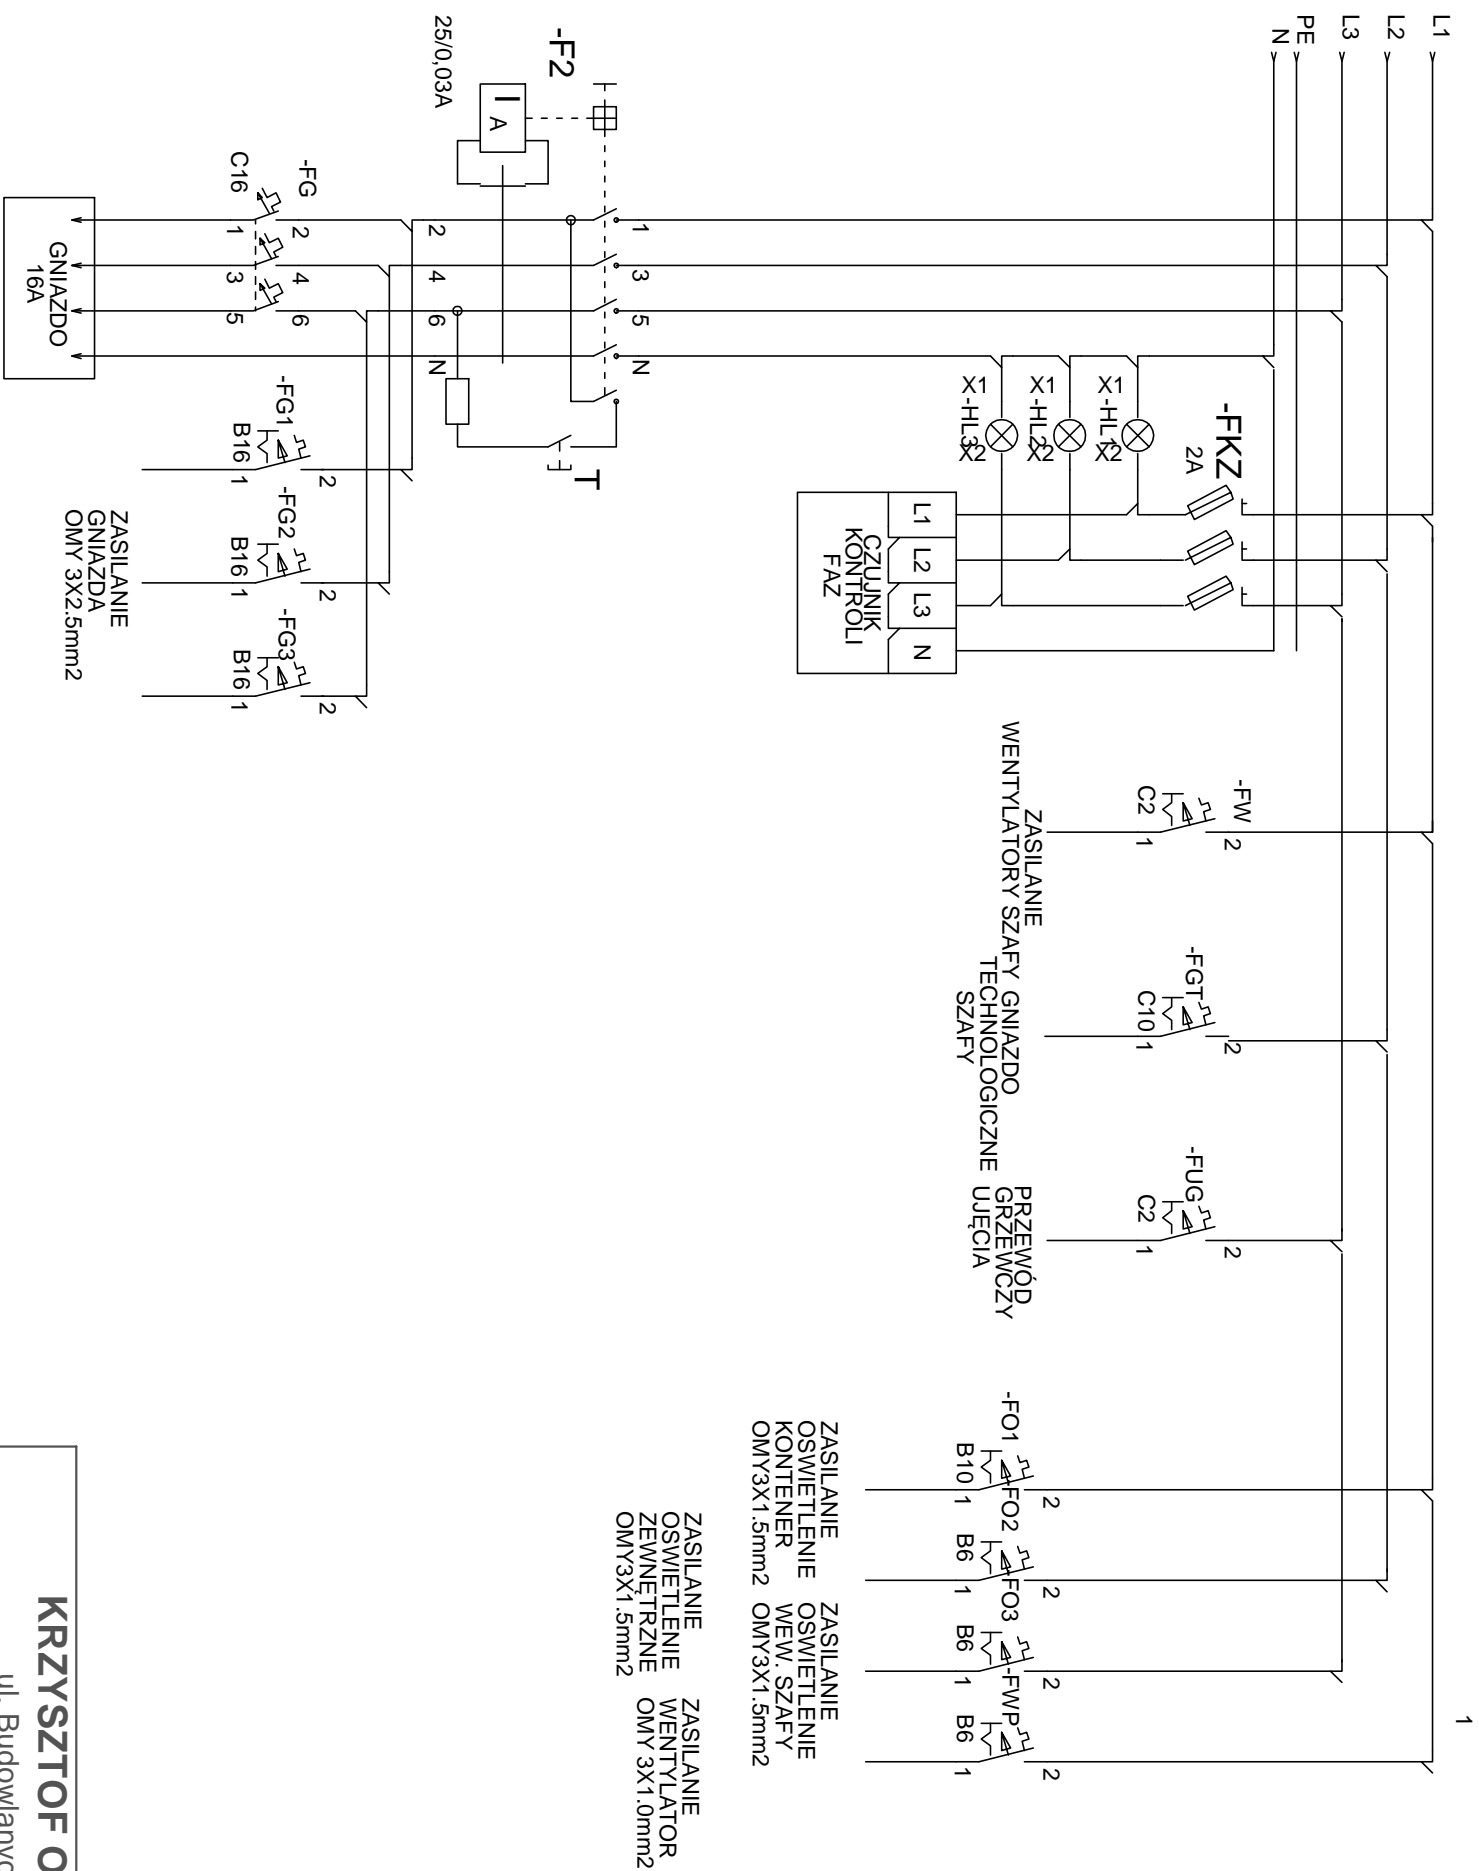 L1
L2
L3
PE
N
1
-F2
25/0,03A
I
A
1
3
5
N
2
4
6
N
T
-FG
C16
2
4
6
1
3
5
GNIAZDO
16A
-FG1
B16
1
2
-FG2
B16
1
2
-FG3
B16
1
2
ZASILANIE
GNIAZDA
OMY 3X2.5mm2
X1
-HL1
X2
X1
-HL2
X2
X1
-HL3
X2
-FKZ
2A
L1
L2
L3
N
CZUJNIK
KONTROLI
FAZ
-FW
C2
1
2
ZASILANIE
WENTYLATORY SZAFY
-FGT
C10
1
2
GNIAZDO
TECHNOLOGICZNE
SZAFY
-FUG
C2
1
2
PRZEWÓD
GRZEWCZY
UJĘCIA
-FO1
B10
1
2
-FO2
B6
1
2
-FO3
B6
1
2
-FWP
B6
1
2
ZASILANIE
OSWIETLENIE
KONTENER
OMY3X1.5mm2
ZASILANIE
OSWIETLENIE
ZEWNĘTRZNE
OMY3X1.5mm2
ZASILANIE
OSWIETLENIE
WEW. SZAFY
OMY3X1.5mm2
ZASILANIE
WENTYLATOR
OMY 3X1.0mm2
KRZYSZTOF O
ul. Budowlanyc